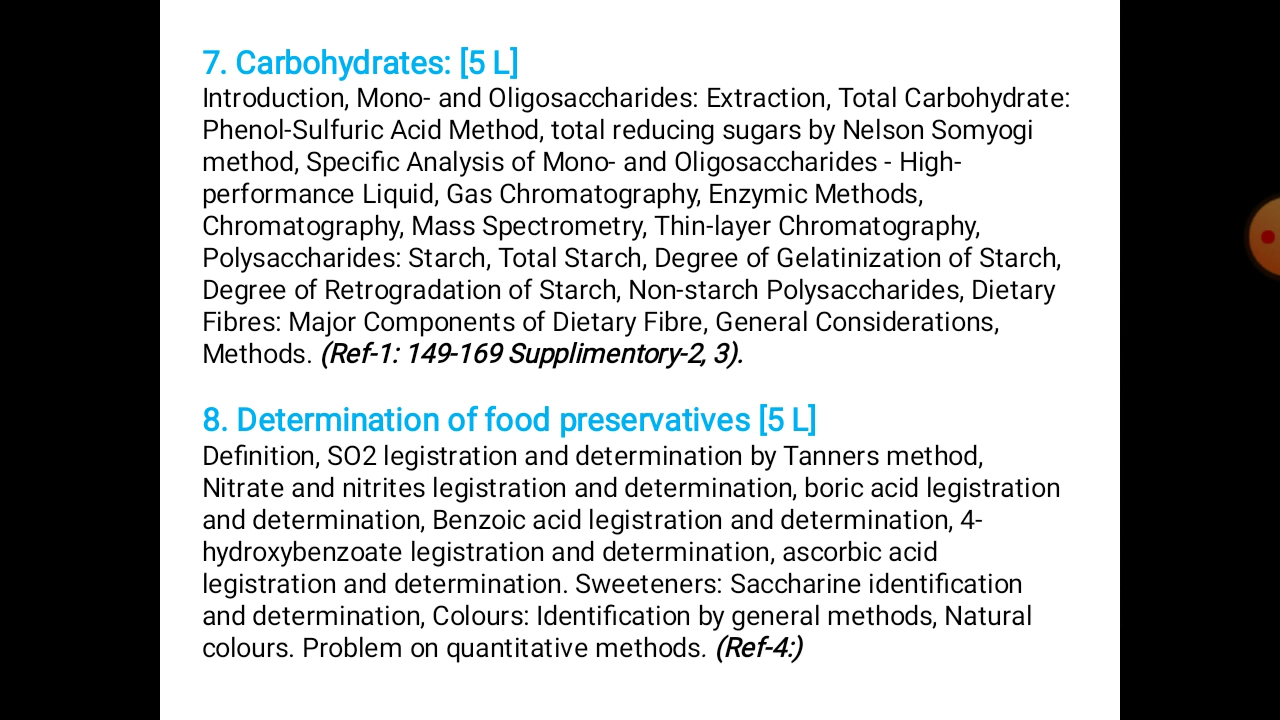 7. Carbohydrates: [5 L]
Introduction, Mono- and Oligosaccharides: Extraction, Total Carbohydrate:
Phenol-Sulfuric Acid Method, total reducing sugars by Nelson Somyogi
method, Specific Analysis of Mono- and Oligosaccharides - High-
performance Liquid, Gas Chromatography, Enzymic Methods,
Chromatography, Mass Spectrometry, Thin-layer Chromatography,
Polysaccharides: Starch, Total Starch, Degree of Gelatinization of Starch,
Degree of Retrogradation of Starch, Non-starch Polysaccharides, Dietary
Fibres: Major Components of Dietary Fibre, General Considerations,
Methods. (Ref-1: 149-169 Supplimentory-2, 3).
8. Determination of food preservatives [5 L]
Definition, SO2 legistration and determination by Tanners method,
Nitrate and nitrites legistration and determination, boric acid legistration
and determination, Benzoic acid legistration and determination, 4-
hydroxybenzoate legistration and determination, ascorbic acid
legistration and determination. Sweeteners: Saccharine identification
and determination, Colours: Identification by general methods, Natural
colours. Problem on quantitative methods. (Ref-4:)